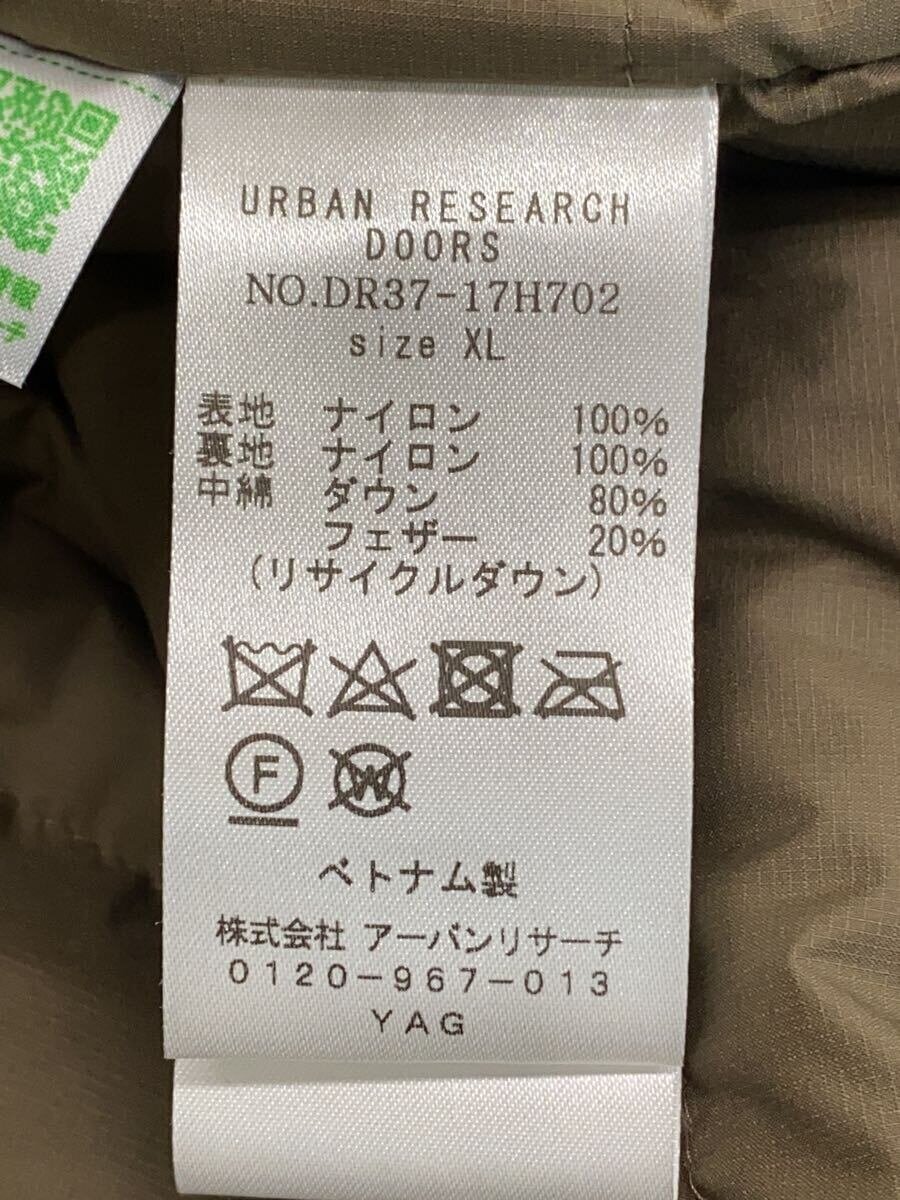 URBAN RESEARCH
DOORS
NO.DR37-17H702
size XL
表地 ナイロン 100%
裏地 ナイロン 100%
中綿 ダウン 80%
フェザー 20%
(リサイクルダウン)
F
W
ベトナム製
株式会社 アーバンリサーチ
0120-967-013
YAG